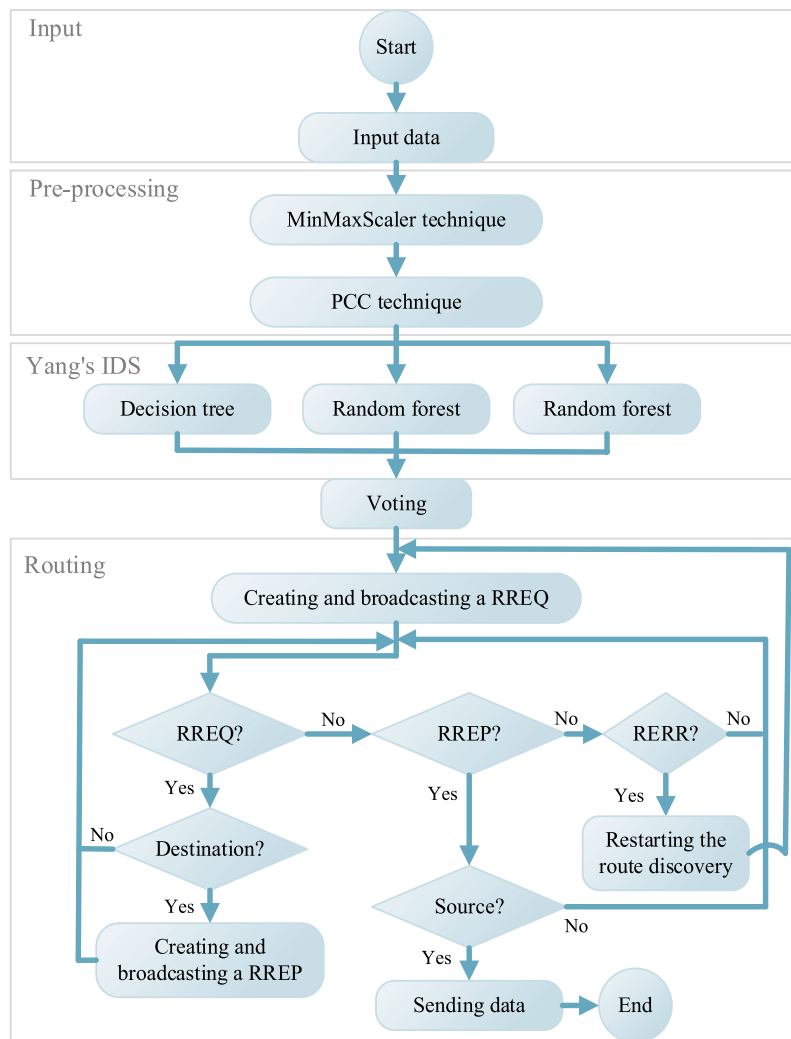 Input
Start
Input data
Pre-processing
MinMaxScaler technique
PCC technique
Yang's IDS
Decision tree
Random forest
Random forest
Voting
Routing
Creating and broadcasting a RREQ
RREQ?
No
RREP?
No
RERR?
No
Yes
Yes
Yes
No
Destination?
Restarting the
route discovery
Yes
Source?
No
Creating and
broadcasting a RREP
Yes
Sending data
End